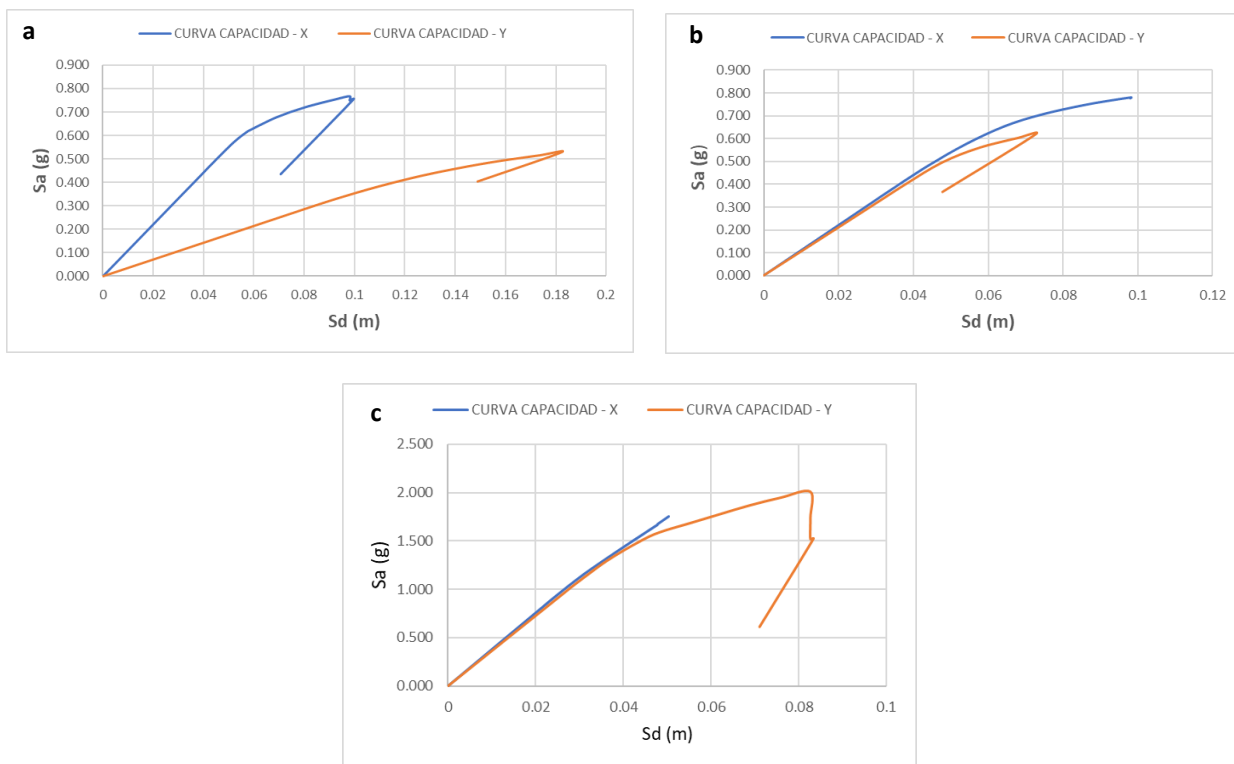 a
CURVA CAPACIDAD - X CURVA CAPACIDAD - Y
0.900
0.800
0.700
0.600
0.500
0.400
0.300
0.200
0.100
0.000
Sa (g)
0 0.02 0.04 0.06 0.08 0.1 0.12 0.14 0.16 0.18 0.2
Sd (m)
b
CURVA CAPACIDAD - X CURVA CAPACIDAD - Y
0.900
0.800
0.700
0.600
0.500
0.400
0.300
0.200
0.100
0.000
Sa (g)
0 0.02 0.04 0.06 0.08 0.1 0.12
Sd (m)
c
CURVA CAPACIDAD - X CURVA CAPACIDAD - Y
2.500
2.000
1.500
1.000
0.500
0.000
Sa (g)
0 0.02 0.04 0.06 0.08 0.1
Sd (m)